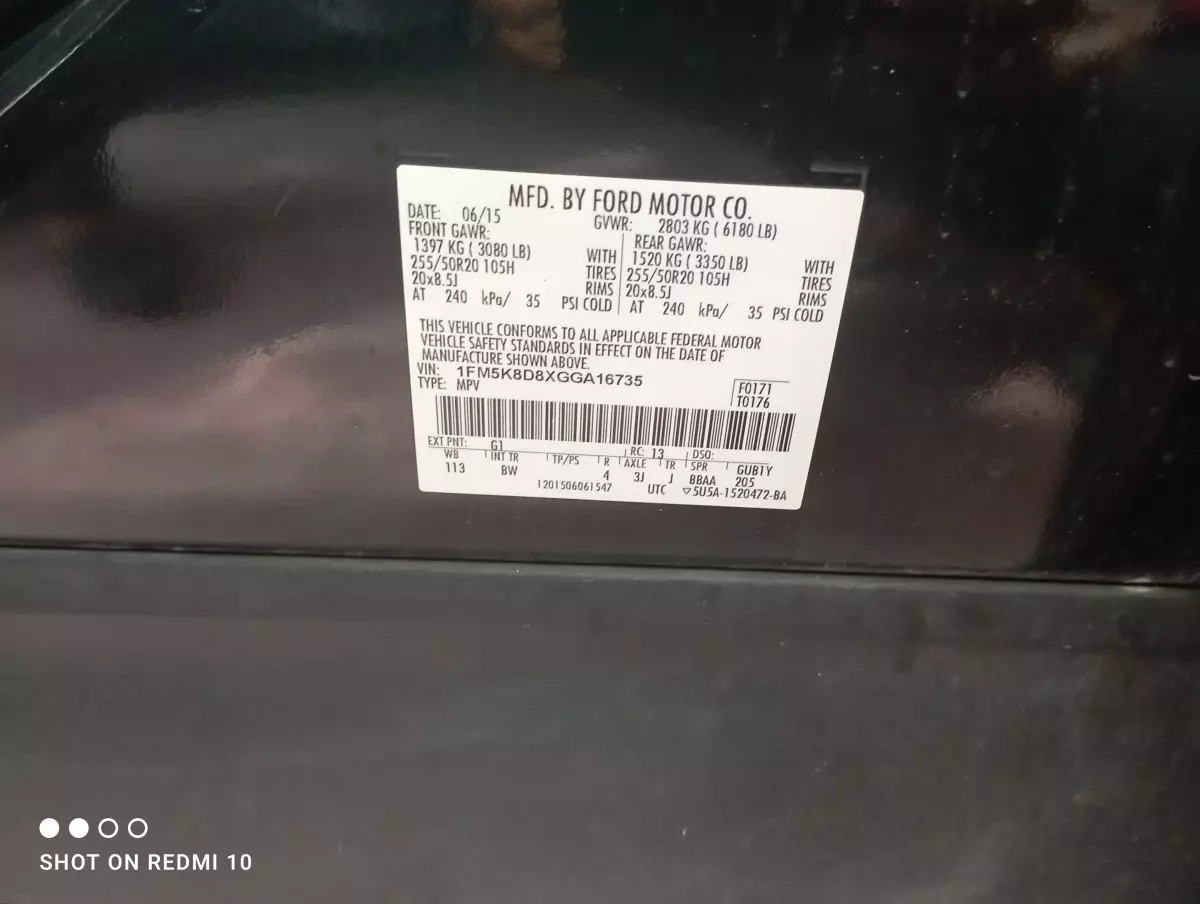 MFD. BY FORD MOTOR CO.
DATE: 06/15 GVWR: 2803 KG ( 6180 LB)
FRONT GAWR: REAR GAWR:
1397 KG ( 3080 LB) WITH 1520 KG ( 3350 LB) WITH
255/50R20 105H TIRES 255/50R20 105H TIRES
20x8.5J RIMS 20x8.5J RIMS
AT 240 kPa/ 35 PSI COLD AT 240 kPa/ 35 PSI COLD
THIS VEHICLE CONFORMS TO ALL APPLICABLE FEDERAL MOTOR
VEHICLE SAFETY STANDARDS IN EFFECT ON THE DATE OF
MANUFACTURE SHOWN ABOVE.
VIN: 1FM5K8D8XGGA16735
TYPE: MPV
F0171
T0176
EXT PNT: G1 RC: 13 DSO:
WB INT TR TP/PS R AXLE TR SPR GUB1Y
113 BW 4 3J J BBAA 205
1201506061547 UTC ▽5U5A-1520472-BA
SHOT ON REDMI 10